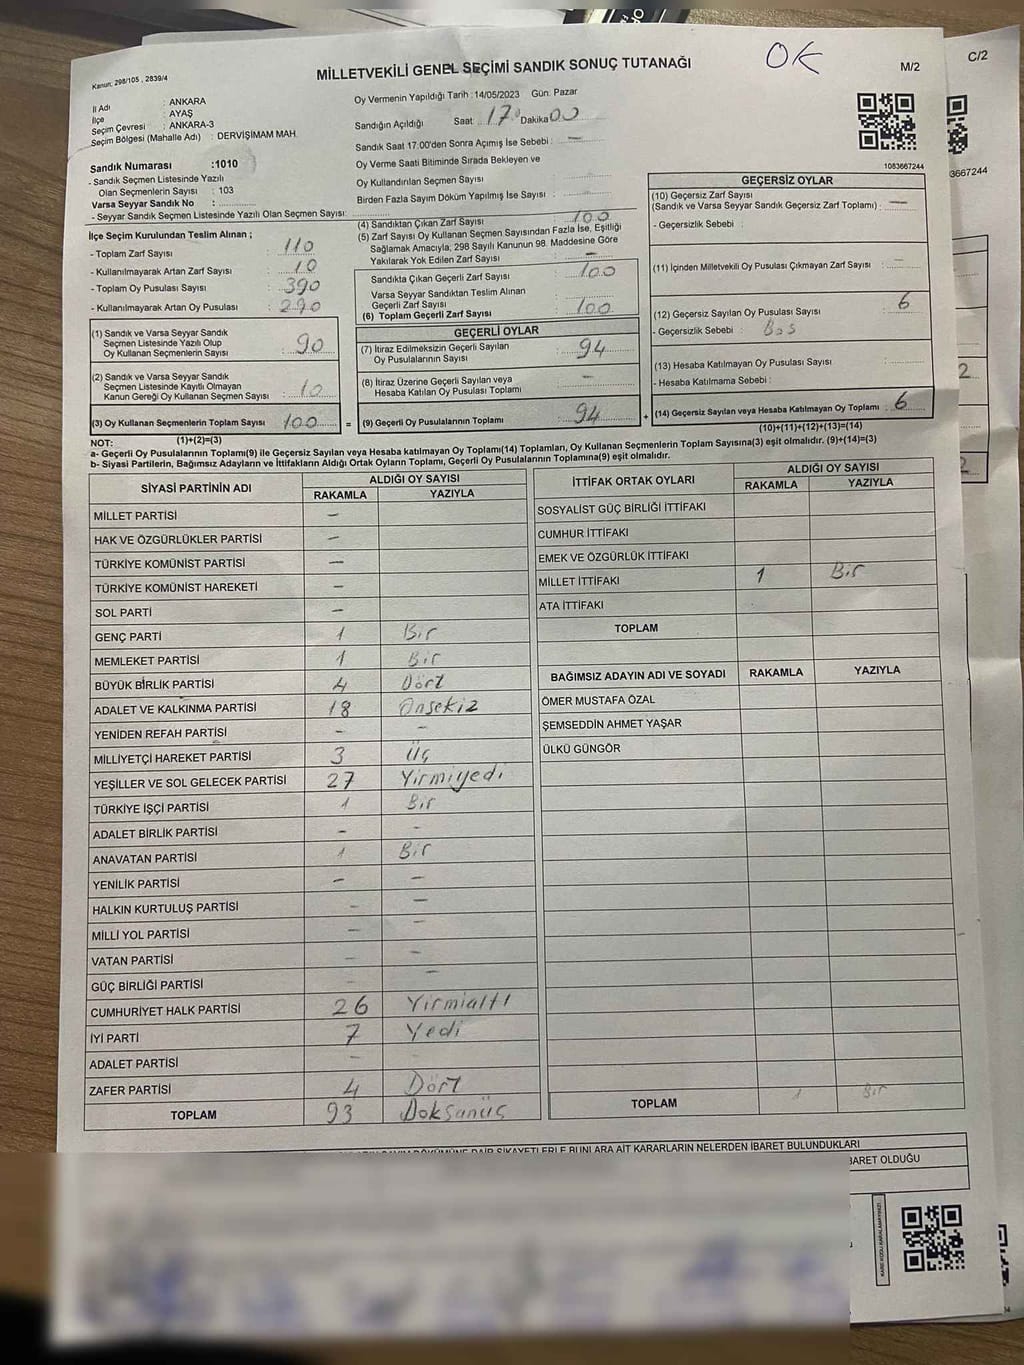 OK
C/2
Kanun, 298/105 , 2839/4
MİLLETVEKİLİ GENEL SEÇİMİ SANDIK SONUÇ TUTANAĞI
M/2
İl Adı : ANKARA
İlçe : AYAŞ
Seçim Çevresi : ANKARA-3
Seçim Bölgesi (Mahalle Adı) : DERVİŞİMAM MAH.
Oy Vermenin Yapıldığı Tarih :14/05/2023 Gün: Pazar
Sandığın Açıldığı Saat :17 Dakika 00
Sandık Saat 17.00'den Sonra Açımış İse Sebebi : —
Oy Verme Saati Bitiminde Sırada Bekleyen ve
Oy Kullandırılan Seçmen Sayısı
Birden Fazla Sayım Döküm Yapılmış İse Sayısı :
Sandık Numarası :1010
- Sandık Seçmen Listesinde Yazılı
Olan Seçmenlerin Sayısı : 103
Varsa Seyyar Sandık No :
- Seyyar Sandık Seçmen Listesinde Yazılı Olan Seçmen Sayısı:
1083667244
3667244
İlçe Seçim Kurulundan Teslim Alınan ;
- Toplam Zarf Sayısı : 110
- Kullanılmayarak Artan Zarf Sayısı : 10
- Toplam Oy Pusulası Sayısı : 390
- Kullanılmayarak Artan Oy Pusulası : 290
(1) Sandık ve Varsa Seyyar Sandık
Seçmen Listesinde Yazılı Olup
Oy Kullanan Seçmenlerin Sayısı : 90
(2) Sandık ve Varsa Seyyar Sandık
Seçmen Listesinde Kayıtlı Olmayan
Kanun Gereği Oy Kullanan Seçmen Sayısı : 10
(3) Oy Kullanan Seçmenlerin Toplam Sayısı : 100
(1)+(2)=(3)
(4) Sandıktan Çıkan Zarf Sayısı : 100
(5) Zarf Sayısı Oy Kullanan Seçmen Sayısından Fazla İse, Eşitliği
Sağlamak Amacıyla, 298 Sayılı Kanunun 98. Maddesine Göre
Yakılarak Yok Edilen Zarf Sayısı : —
Sandıkta Çıkan Geçerli Zarf Sayısı : 100
Varsa Seyyar Sandıktan Teslim Alınan
Geçerli Zarf Sayısı
(6) Toplam Geçerli Zarf Sayısı : 100
GEÇERLİ OYLAR
(7) İtiraz Edilmeksizin Geçerli Sayılan
Oy Pusulalarının Sayısı : 94
(8) İtiraz Üzerine Geçerli Sayılan veya
Hesaba Katılan Oy Pusulası Toplamı : —
= (9) Geçerli Oy Pusulalarının Toplamı : 94 +
GEÇERSİZ OYLAR
(10) Geçersiz Zarf Sayısı
(Sandık ve Varsa Seyyar Sandık Geçersiz Zarf Toplamı) : —
- Geçersizlik Sebebi :
(11) İçinden Milletvekili Oy Pusulası Çıkmayan Zarf Sayısı : —
(12) Geçersiz Sayılan Oy Pusulası Sayısı : 6
- Geçersizlik Sebebi : Boş
(13) Hesaba Katılmayan Oy Pusulası Sayısı :
- Hesaba Katılmama Sebebi :
(14) Geçersiz Sayılan veya Hesaba Katılmayan Oy Toplamı : 6
(10)+(11)+(12)+(13)=(14)
NOT:
a- Geçerli Oy Pusulasının Toplamı(9) ile Geçersiz Sayılan veya Hesaba Katılmayan Oy Toplamı(14) Toplamları, Oy Kullanan Seçmenlerin Toplam Sayısına(3) eşit olmalıdır. (9)+(14)=(3)
b- Siyasi Partilerin, Bağımsız Adayların ve İttifakların Aldığı Ortak Oyların Toplamı, Geçerli Oy Pusulalarının Toplamına(9) eşit olmalıdır.
SİYASİ PARTİNİN ADI ALDIĞI OY SAYISI
RAKAMLA YAZIYLA
MİLLET PARTİSİ —
HAK VE ÖZGÜRLÜKLER PARTİSİ —
TÜRKİYE KOMÜNİST PARTİSİ —
TÜRKİYE KOMÜNİST HAREKETİ —
SOL PARTİ —
GENÇ PARTİ 1 Bir
MEMLEKET PARTİSİ 1 Bir
BÜYÜK BİRLİK PARTİSİ 4 Dört
ADALET VE KALKINMA PARTİSİ 18 Onsekiz
YENİDEN REFAH PARTİSİ — —
MİLLİYETÇİ HAREKET PARTİSİ 3 Üç
YEŞİLLER VE SOL GELECEK PARTİSİ 27 Yirmiyedi
TÜRKİYE İŞÇİ PARTİSİ 1 Bir
ADALET BİRLİK PARTİSİ — —
ANAVATAN PARTİSİ 1 Bir
YENİLİK PARTİSİ — —
HALKIN KURTULUŞ PARTİSİ — —
MİLLİ YOL PARTİSİ — —
VATAN PARTİSİ — —
GÜÇ BİRLİĞİ PARTİSİ — —
CUMHURİYET HALK PARTİSİ 26 Yirmialtı
İYİ PARTİ 7 Yedi
ADALET PARTİSİ —
ZAFER PARTİSİ 4 Dört
TOPLAM 93 Doksanüç
İTTİFAK ORTAK OYLARI ALDIĞI OY SAYISI
RAKAMLA YAZIYLA
SOSYALİST GÜÇ BİRLİĞİ İTTİFAKI
CUMHUR İTTİFAKI
EMEK VE ÖZGÜRLÜK İTTİFAKI
MİLLET İTTİFAKI 1 Bir
ATA İTTİFAKI
TOPLAM
BAĞIMSIZ ADAYIN ADI VE SOYADI RAKAMLA YAZIYLA
ÖMER MUSTAFA ÖZAL
ŞEMSEDDİN AHMET YAŞAR
ÜLKÜ GÜNGÖR
TOPLAM 1 Bir
DÖKÜMÜNE DAİR ŞİKAYETLERLE BUNLARA AİT KARARLARIN NELERDEN İBARET BULUNDUKLARI
BARET OLDUĞU